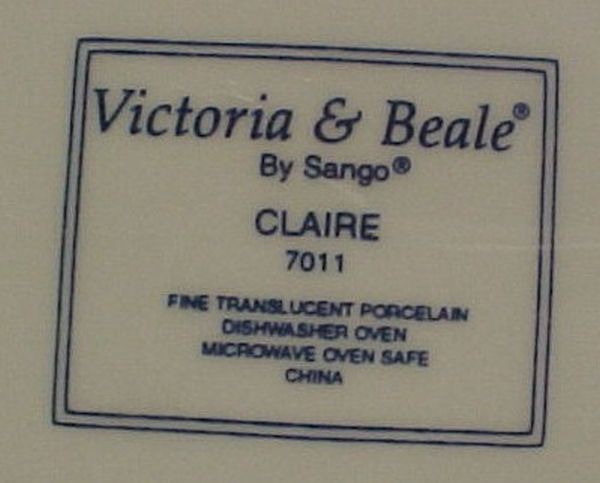 Victoria & Beale®
By Sango®
CLAIRE
7011
FINE TRANSLUCENT PORCELAIN
DISHWASHER OVEN
MICROWAVE OVEN SAFE
CHINA